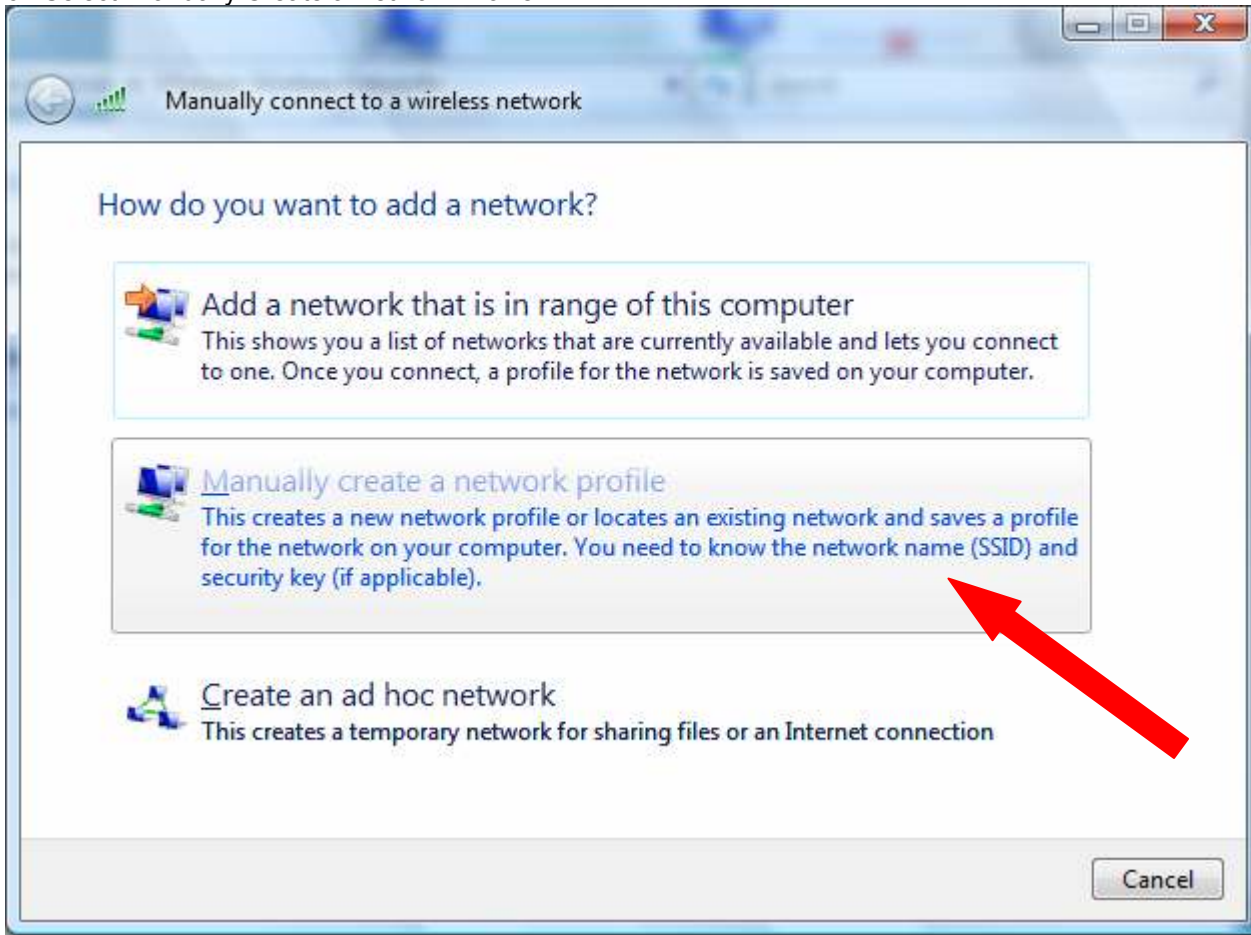 Manually connect to a wireless network
How do you want to add a network?
Add a network that is in range of this computer
This shows you a list of networks that are currently available and lets you connect
to one. Once you connect, a profile for the network is saved on your computer.
Manually create a network profile
This creates a new network profile or locates an existing network and saves a profile
for the network on your computer. You need to know the network name (SSID) and
security key (if applicable).
Create an ad hoc network
This creates a temporary network for sharing files or an Internet connection
Cancel